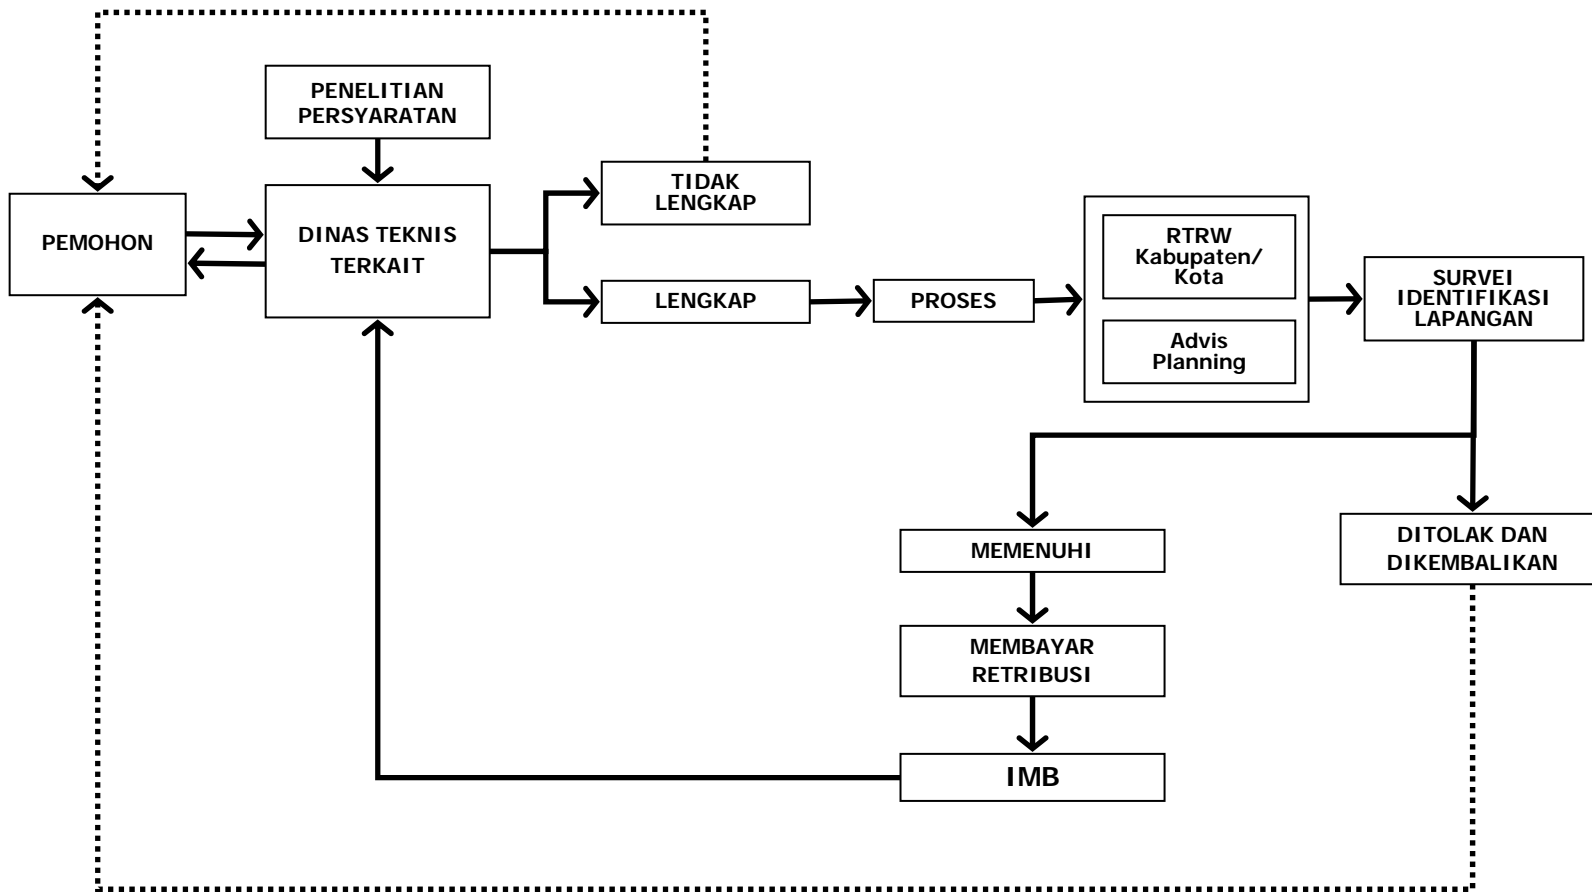 PENELITIAN
PERSYARATAN
PEMOHON
DINAS TEKNIS
TERKAIT
TIDAK
LENGKAP
LENGKAP
PROSES
RTRW
Kabupaten/
Kota
Advis
Planning
SURVEI
IDENTIFIKASI
LAPANGAN
MEMENUHI
DITOLAK DAN
DIKEMBALIKAN
MEMBAYAR
RETRIBUSI
IMB